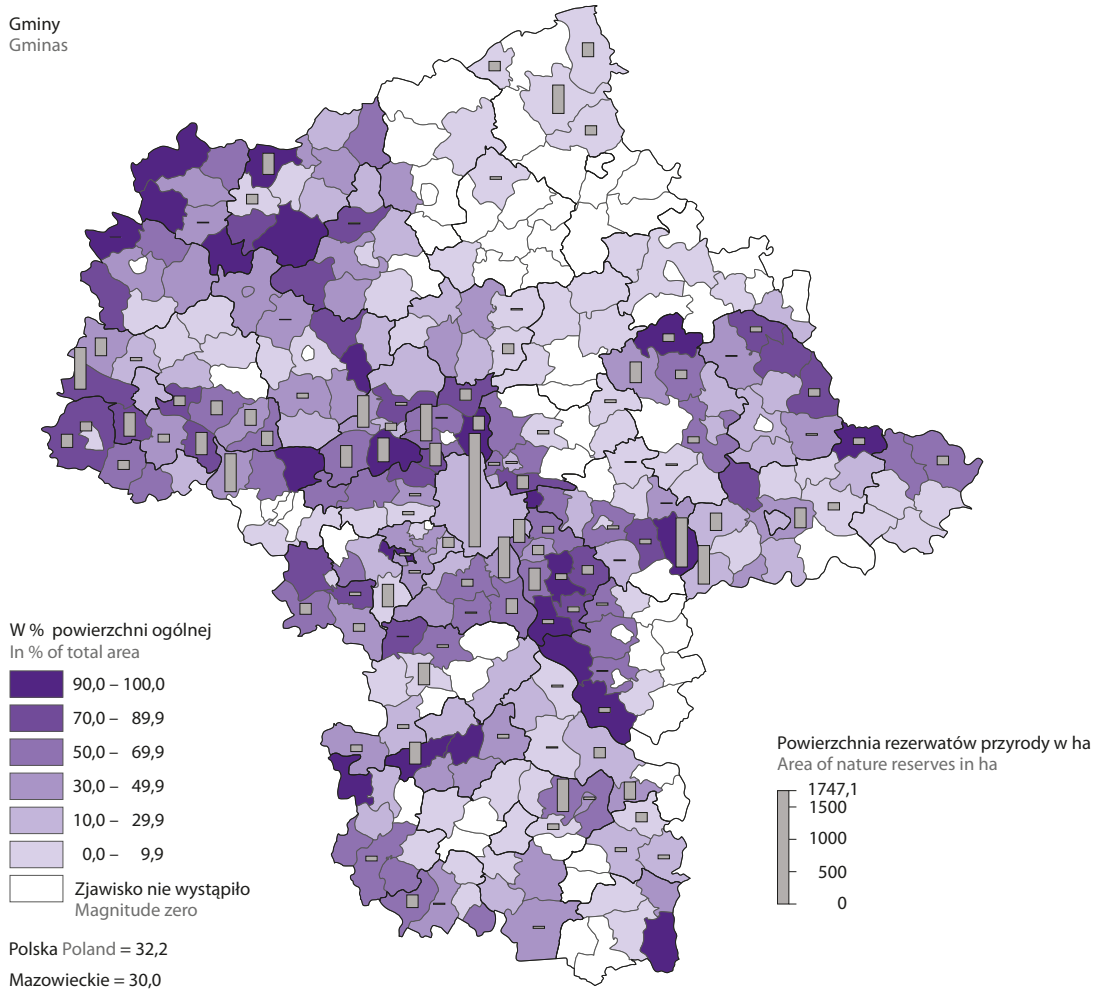 Gminy
Gminas
W % powierzchni ogólnej
In % of total area
90,0 – 100,0
70,0 – 89,9
50,0 – 69,9
30,0 – 49,9
10,0 – 29,9
0,0 – 9,9
Zjawisko nie wystąpiło
Magnitude zero
Polska Poland = 32,2
Mazowieckie = 30,0
Powierzchnia rezerwatów przyrody w ha
Area of nature reserves in ha
1747,1
1500
1000
500
0